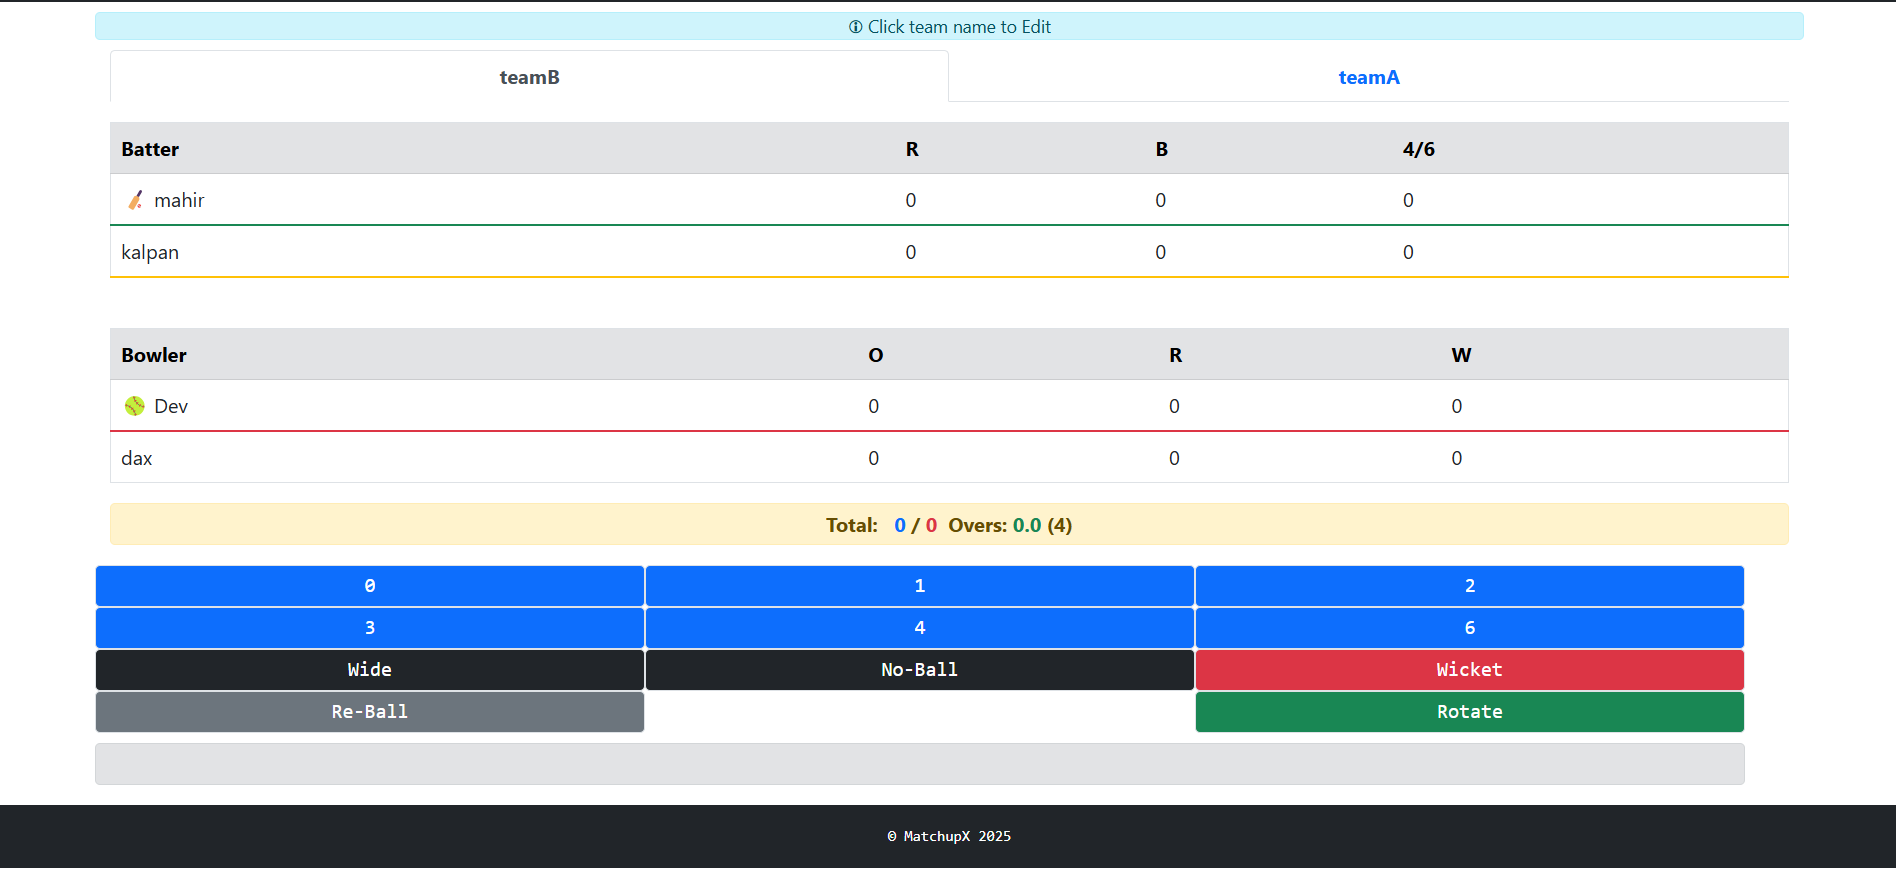 🛈 Click team name to Edit
teamB teamA
Batter R B 4/6
mahir 0 0 0
kalpan 0 0 0
Bowler O R W
Dev 0 0 0
dax 0 0 0
Total: 0 / 0 Overs: 0.0 (4)
0 1 2
3 4 6
Wide No-Ball Wicket
Re-Ball Rotate
© MatchupX 2025